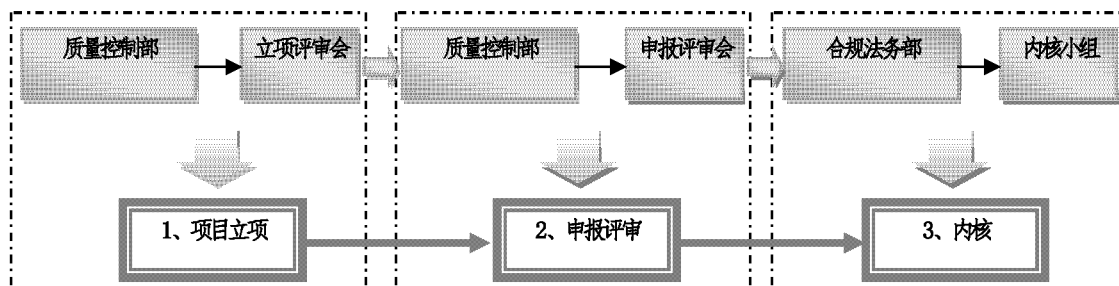 质量控制部
立项评审会
质量控制部
申报评审会
合规法务部
内核小组
1、项目立项
2、申报评审
3、内核